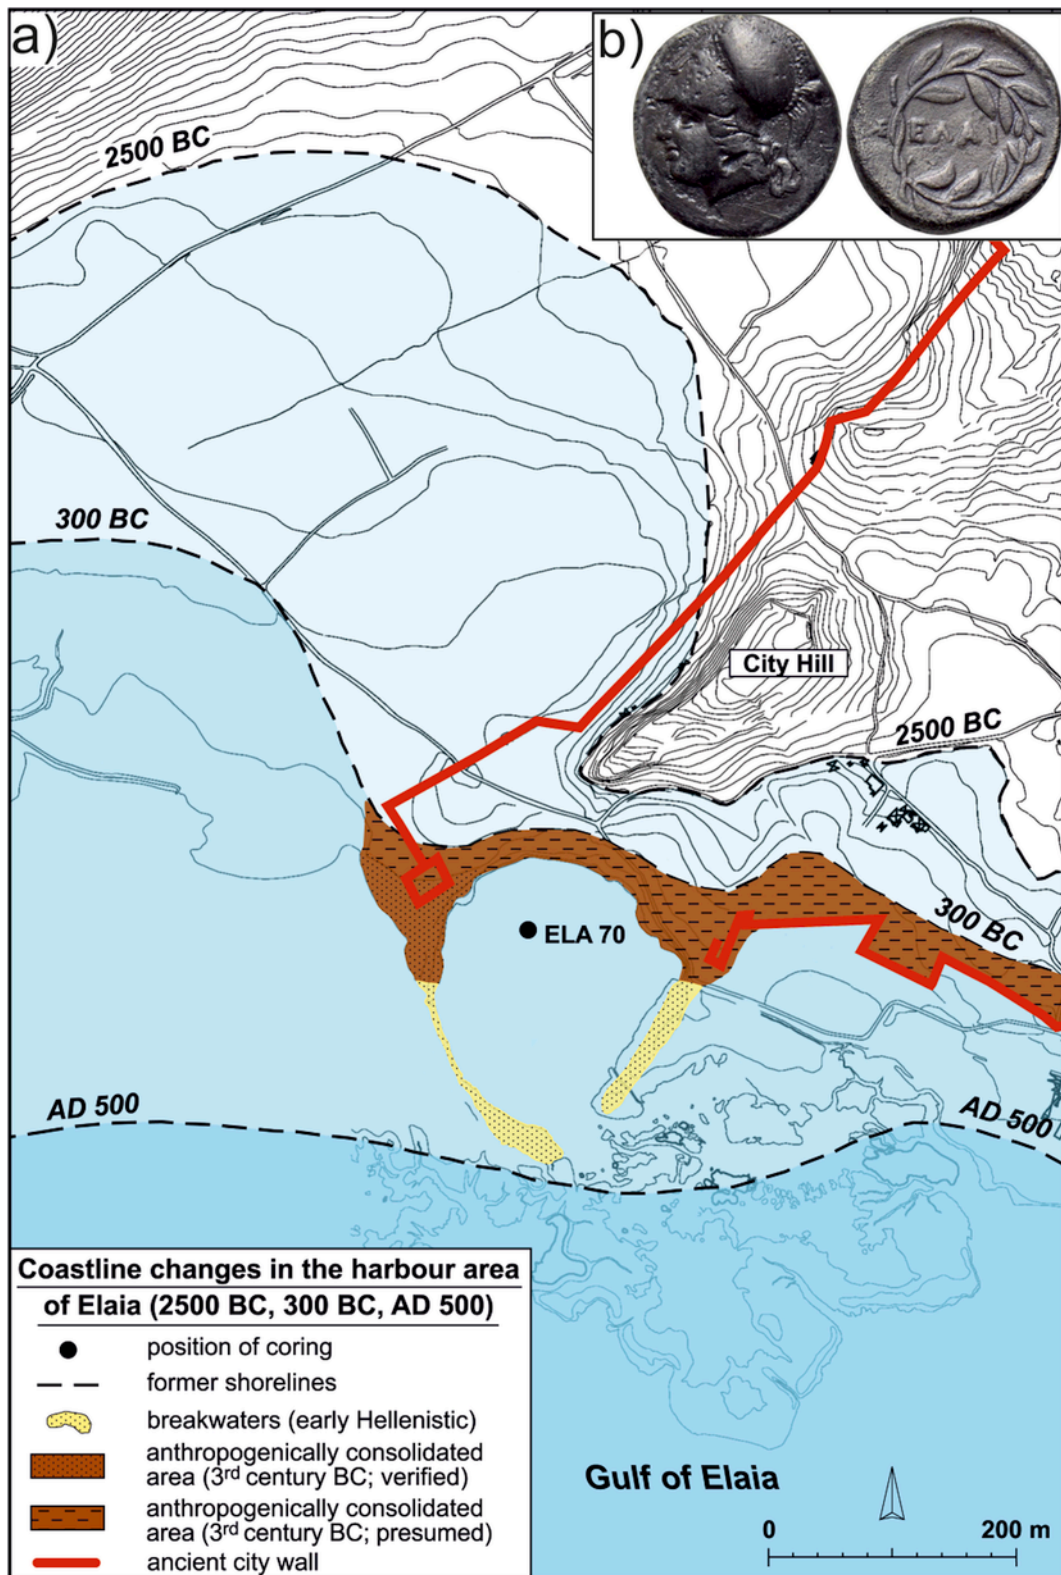 a)
b)
ΕΛΑΙ
2500 BC
300 BC
City Hill
2500 BC
300 BC
ELA 70
AD 500
AD 500
Coastline changes in the harbour area
of Elaia (2500 BC, 300 BC, AD 500)
position of coring
former shorelines
breakwaters (early Hellenistic)
anthropogenically consolidated
area (3rd century BC; verified)
anthropogenically consolidated
area (3rd century BC; presumed)
ancient city wall
Gulf of Elaia
0 200 m